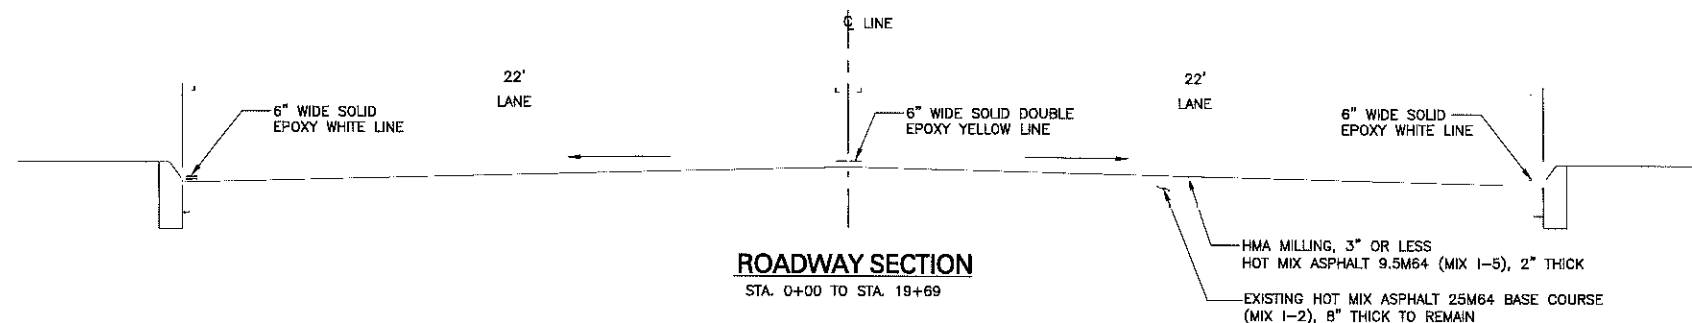 ℄ LINE
22'
LANE
22'
LANE
6" WIDE SOLID
EPOXY WHITE LINE
6" WIDE SOLID DOUBLE
EPOXY YELLOW LINE
6" WIDE SOLID
EPOXY WHITE LINE
HMA MILLING, 3" OR LESS
HOT MIX ASPHALT 9.5M64 (MIX I-5), 2" THICK
ROADWAY SECTION
STA. 0+00 TO STA. 19+69
EXISTING HOT MIX ASPHALT 25M64 BASE COURSE
(MIX I-2), 8" THICK TO REMAIN